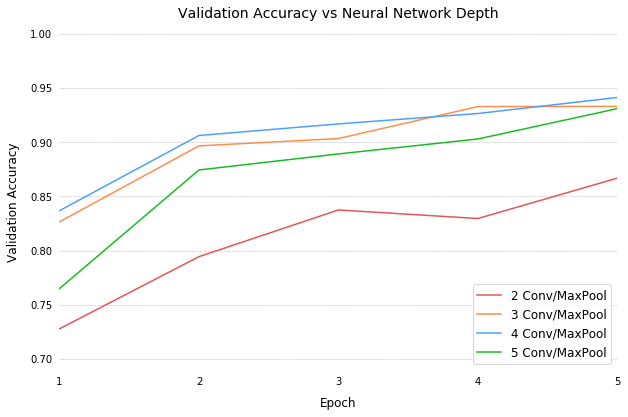 Validation Accuracy vs Neural Network Depth
1.00
0.95
0.90
0.85
0.80
0.75
0.70
Validation Accuracy
2 Conv/MaxPool
3 Conv/MaxPool
4 Conv/MaxPool
5 Conv/MaxPool
1 2 3 4 5
Epoch